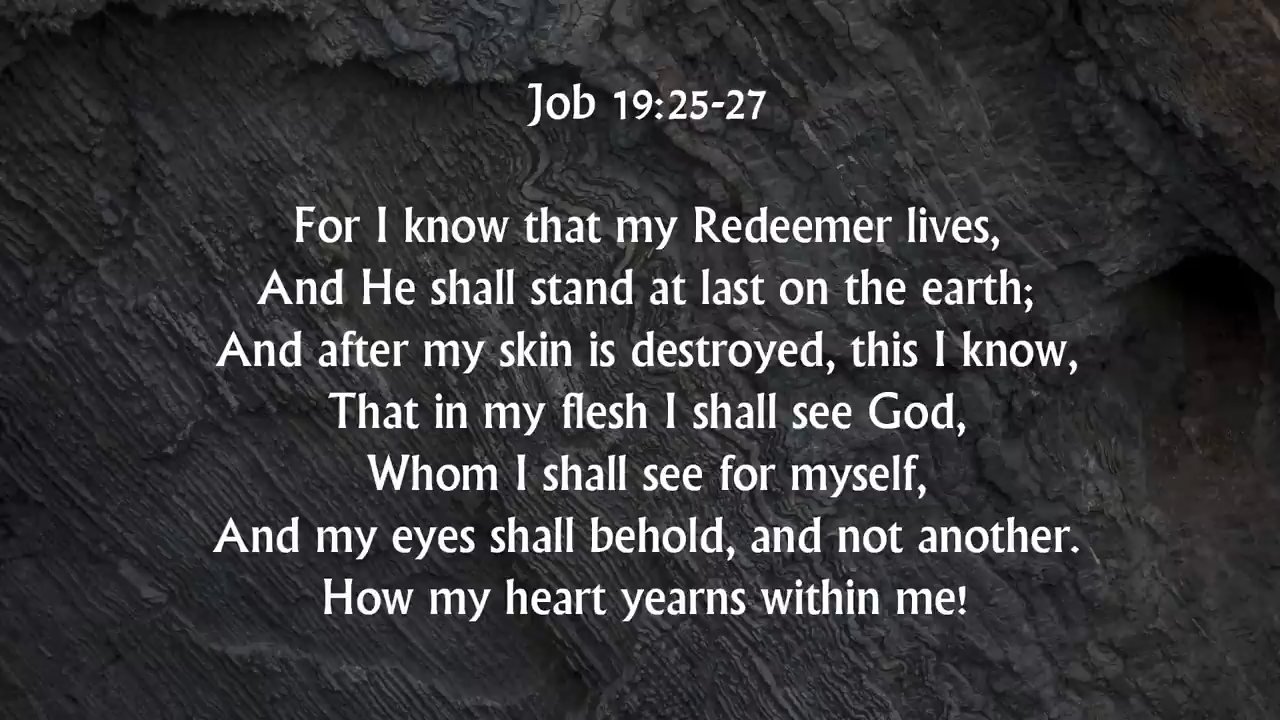 Job 19:25-27
For I know that my Redeemer lives,
And He shall stand at last on the earth;
And after my skin is destroyed, this I know,
That in my flesh I shall see God,
Whom I shall see for myself,
And my eyes shall behold, and not another.
How my heart yearns within me!